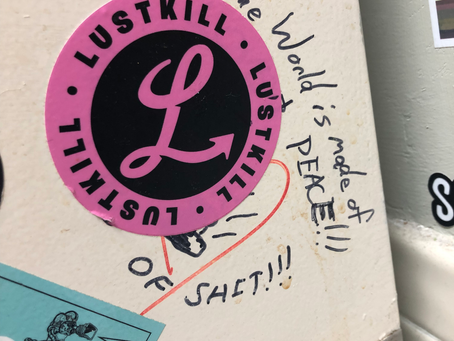 LUSTKILL · LUSTKILL · LUSTKILL ·
L
World is made of
PEACE!!!
OF SHIT!!!